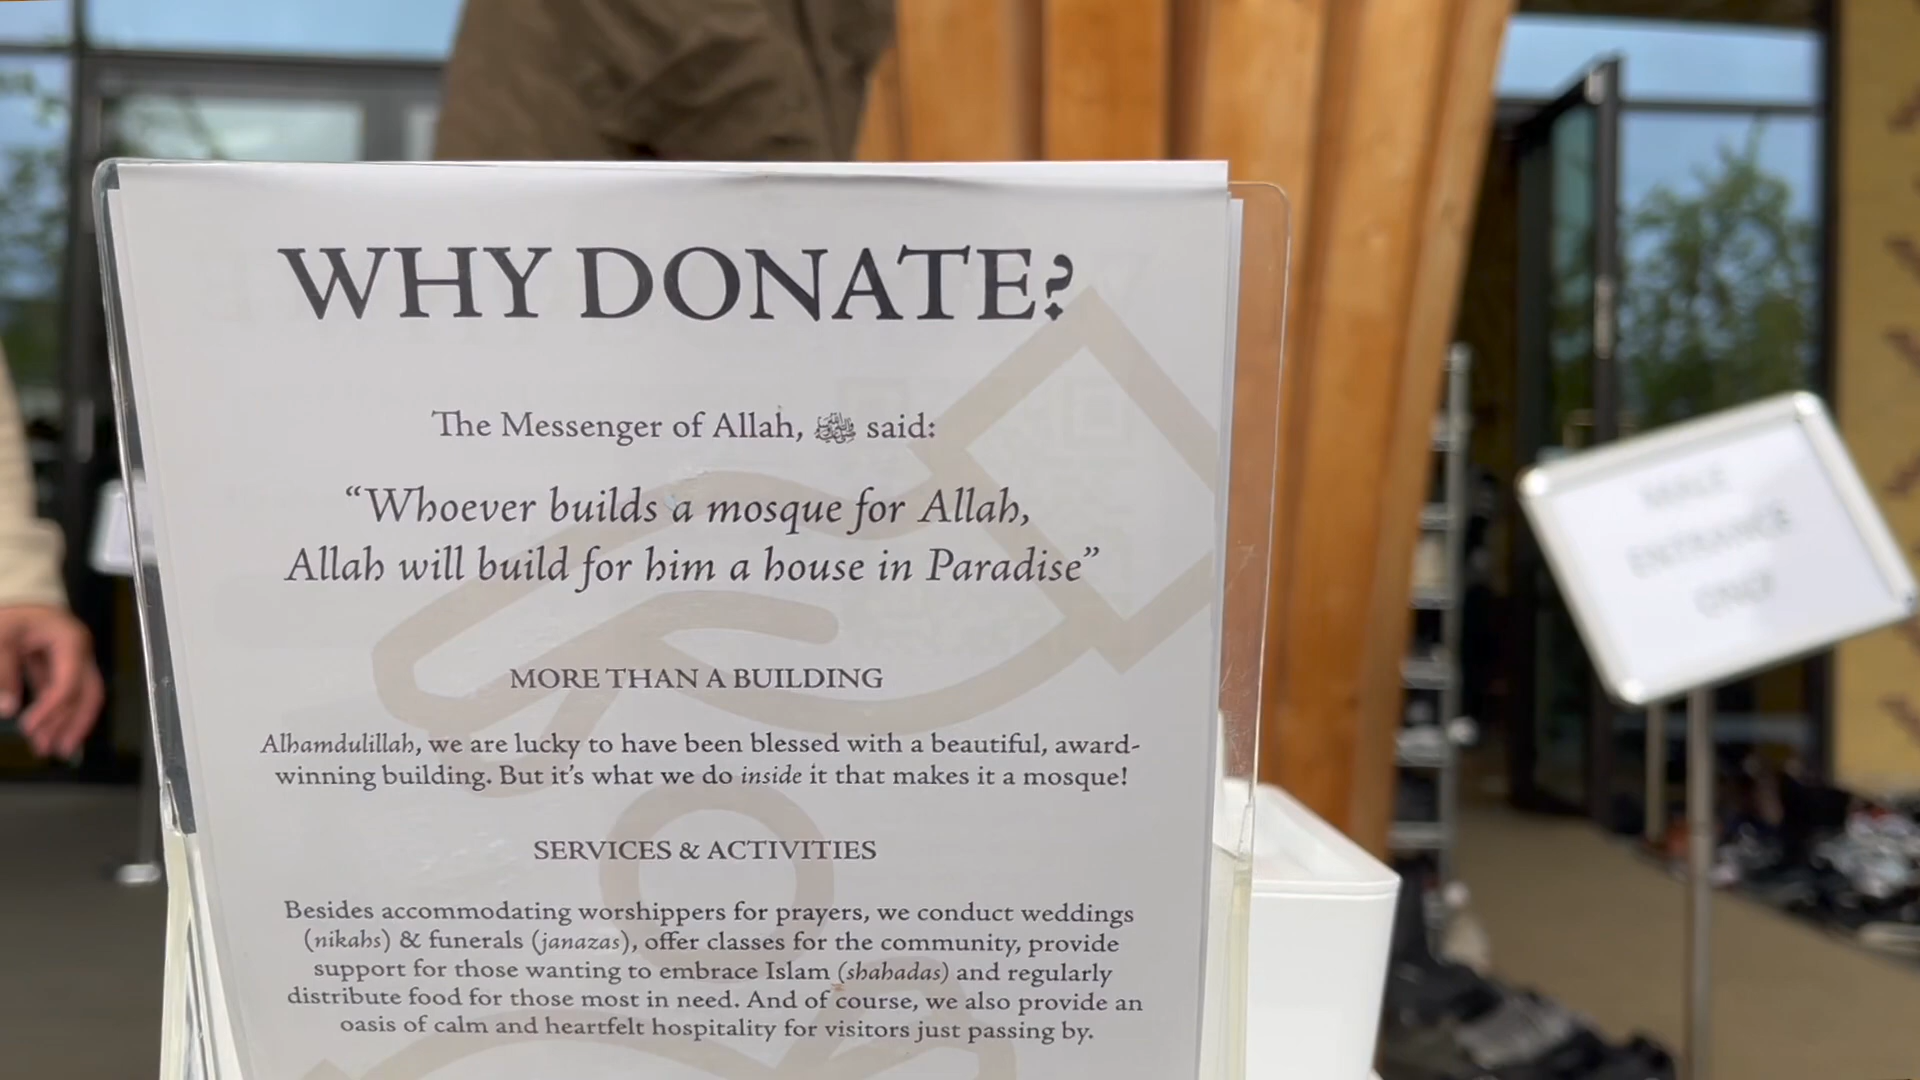 WHY DONATE?
The Messenger of Allah, ﷺ said:
“Whoever builds a mosque for Allah,
Allah will build for him a house in Paradise”
MORE THAN A BUILDING
Alhamdulillah, we are lucky to have been blessed with a beautiful, award-
winning building. But it’s what we do inside it that makes it a mosque!
SERVICES & ACTIVITIES
Besides accommodating worshippers for prayers, we conduct weddings
(nikahs) & funerals (janazas), offer classes for the community, provide
support for those wanting to embrace Islam (shahadas) and regularly
distribute food for those most in need. And of course, we also provide an
oasis of calm and heartfelt hospitality for visitors just passing by.
MALE
ENTRANCE
ONLY